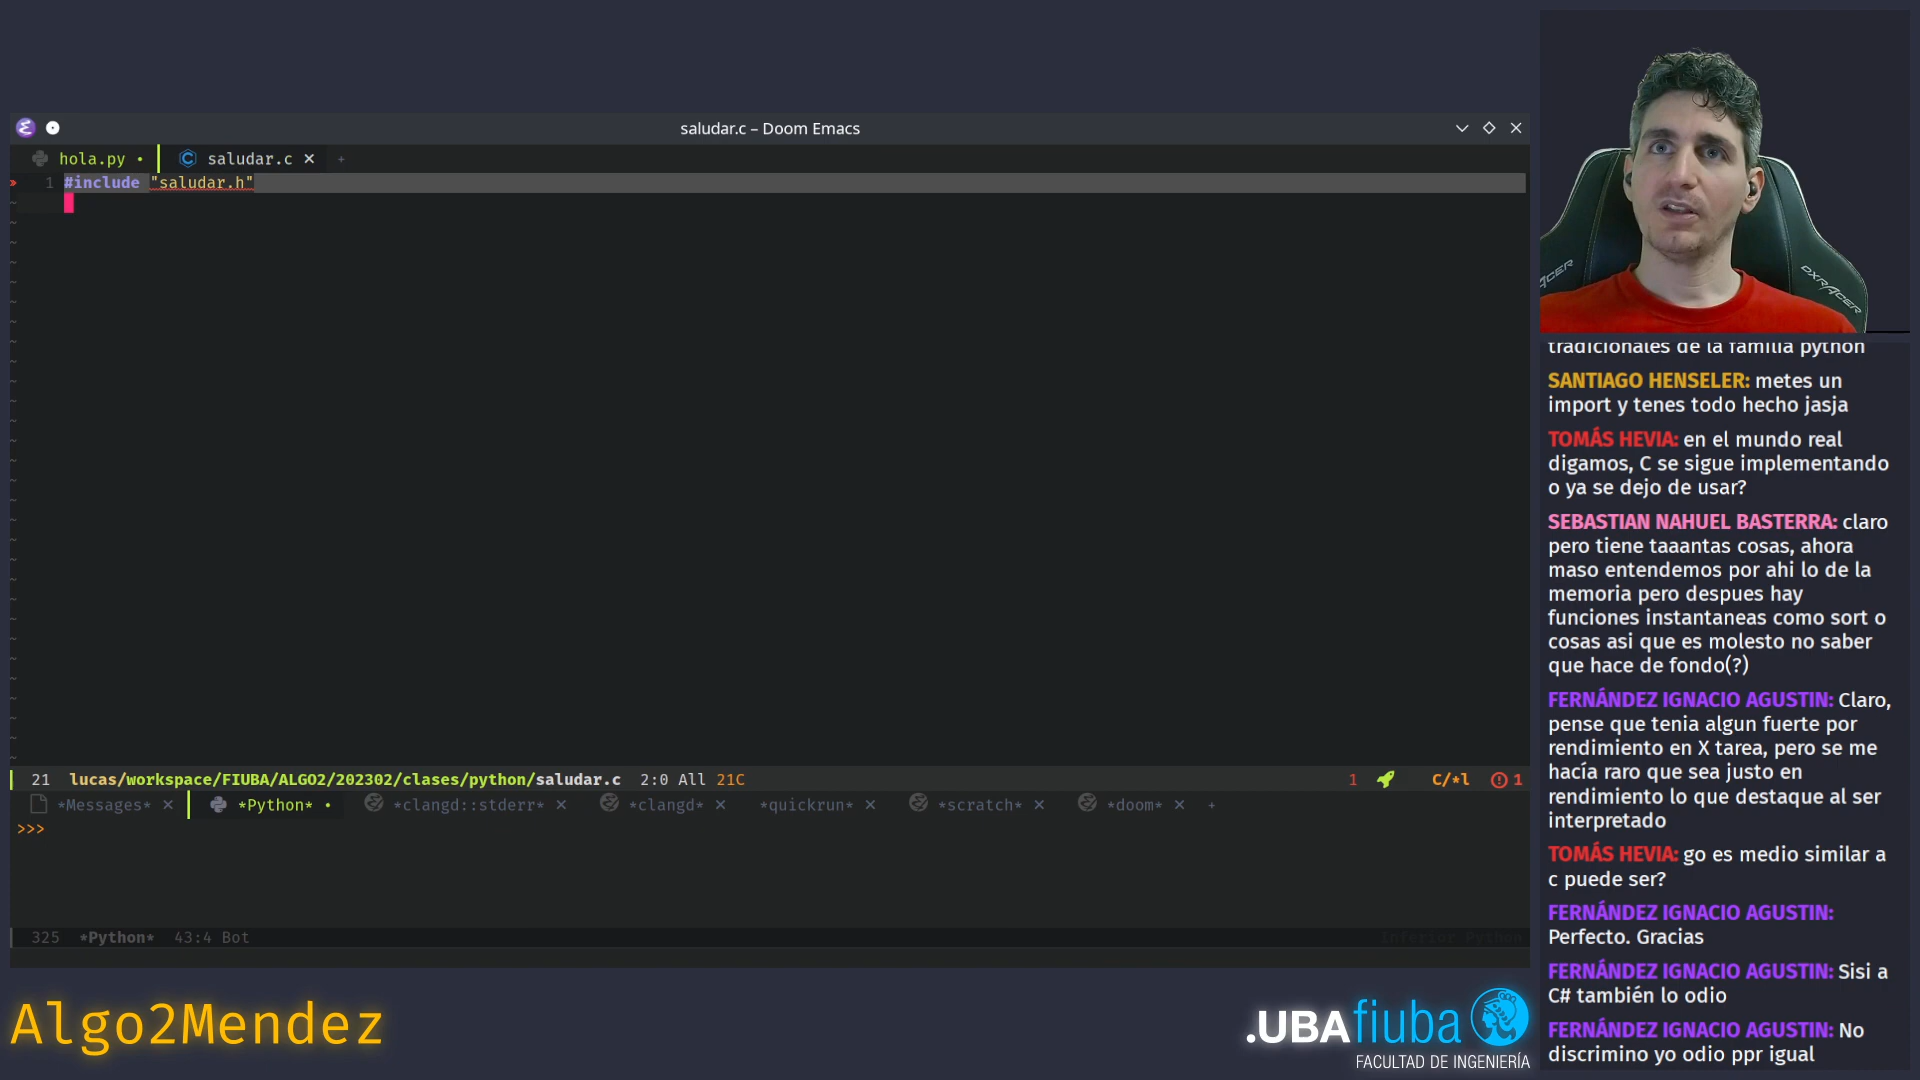 saludar.c – Doom Emacs
hola.py • saludar.c × +
1 #include "saludar.h"
21 lucas/workspace/FIUBA/ALGO2/202302/clases/python/saludar.c 2:0 All 21C 1 C/*l 1
*Messages* × *Python* • *clangd::stderr* × *clangd* × *quickrun* × *scratch* × *doom* × +
>>>
325 *Python* 43:4 Bot Inferior Python
Algo2Mendez
.UBAfiuba
FACULTAD DE INGENIERÍA
ACER
DXRACER
tradicionales de la familia python
SANTIAGO HENSELER: metes un
import y tenes todo hecho jasja
TOMÁS HEVIA: en el mundo real
digamos, C se sigue implementando
o ya se dejo de usar?
SEBASTIAN NAHUEL BASTERRA: claro
pero tiene taaantas cosas, ahora
maso entendemos por ahi lo de la
memoria pero despues hay
funciones instantaneas como sort o
cosas asi que es molesto no saber
que hace de fondo(?)
FERNÁNDEZ IGNACIO AGUSTIN: Claro,
pense que tenia algun fuerte por
rendimiento en X tarea, pero se me
hacía raro que sea justo en
rendimiento lo que destaque al ser
interpretado
TOMÁS HEVIA: go es medio similar a
c puede ser?
FERNÁNDEZ IGNACIO AGUSTIN:
Perfecto. Gracias
FERNÁNDEZ IGNACIO AGUSTIN: Sisi a
C# también lo odio
FERNÁNDEZ IGNACIO AGUSTIN: No
discrimino yo odio ppr igual